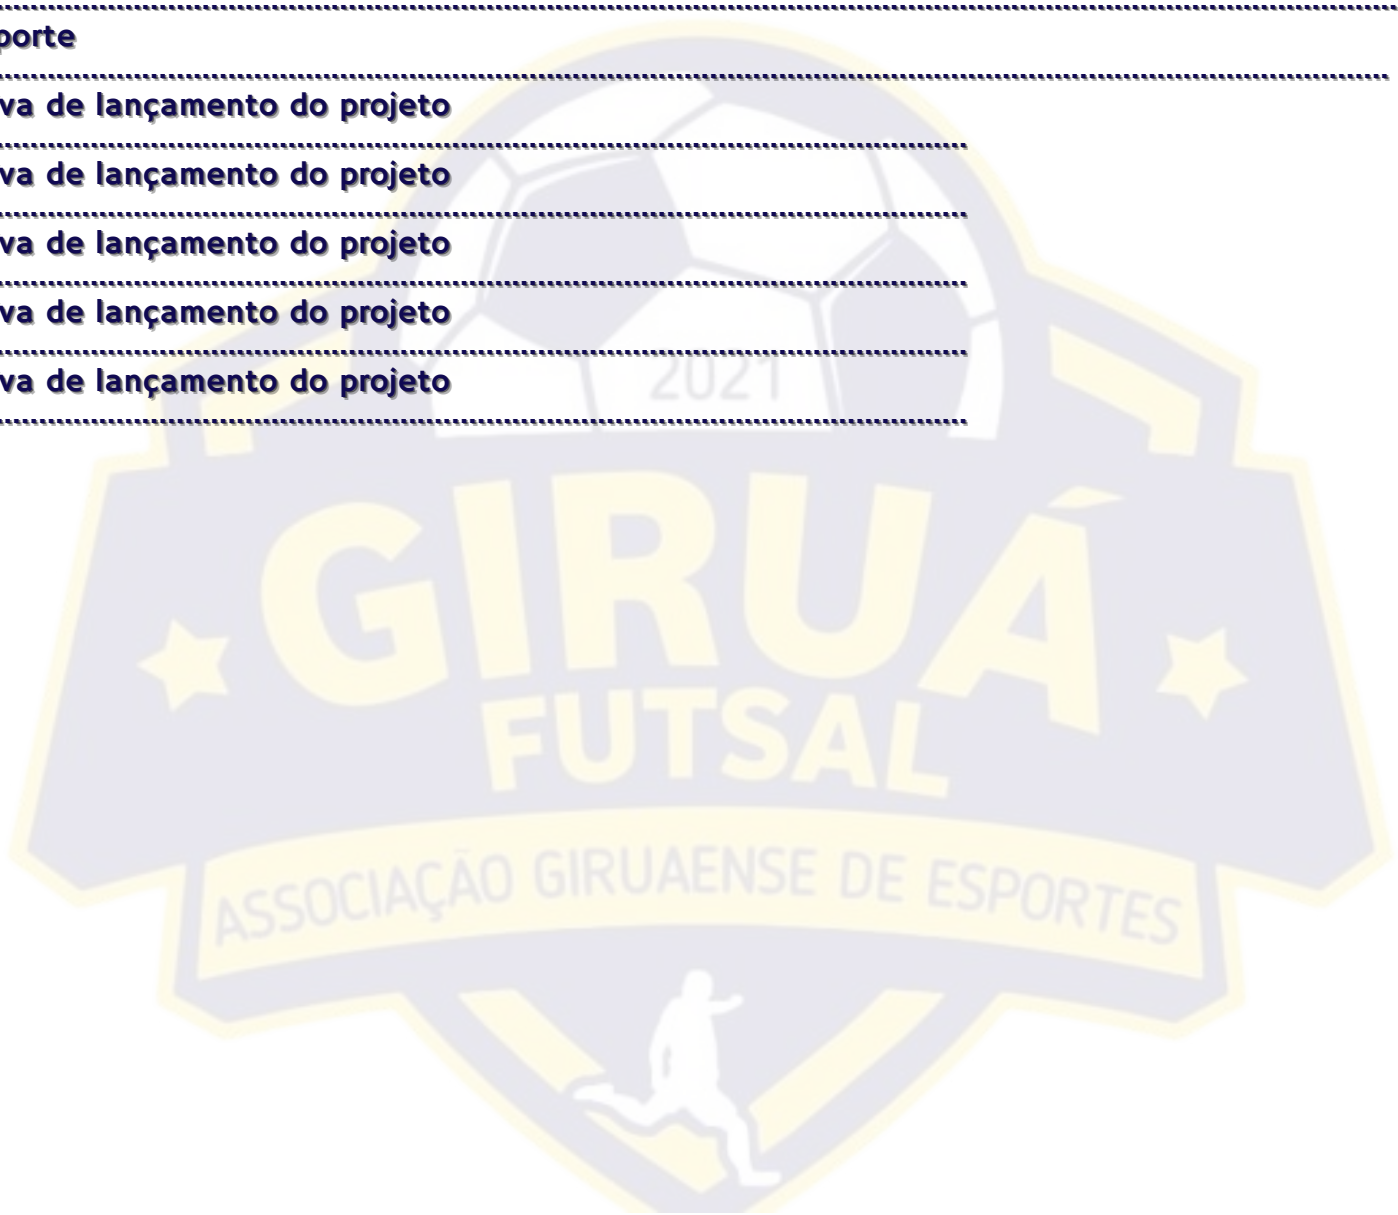 porte
va de lançamento do projeto
va de lançamento do projeto
va de lançamento do projeto
va de lançamento do projeto
va de lançamento do projeto
2021
GIRUÁ
FUTSAL
ASSOCIAÇÃO GIRUAENSE DE ESPORTES